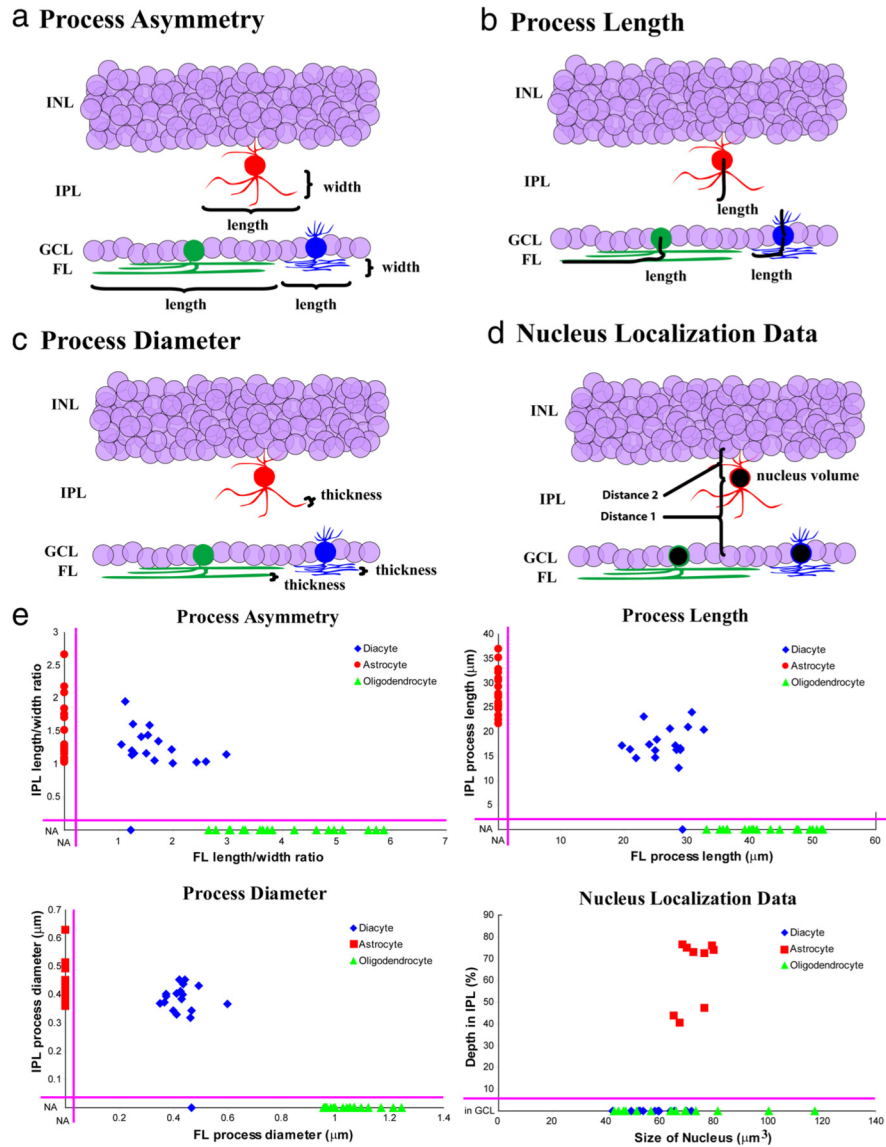 a Process Asymmetry
INL
IPL
width
length
GCL
FL
width
length
length
b Process Length
INL
IPL
length
GCL
FL
length
length
c Process Diameter
INL
IPL
thickness
GCL
FL
thickness
thickness
d Nucleus Localization Data
INL
nucleus volume
IPL
Distance 2
Distance 1
GCL
FL
e
Process Asymmetry
IPL length/width ratio
3
2.5
2
1.5
1
0.5
NA
NA
1
2
3
4
5
6
7
FL length/width ratio
Diacyte
Astrocyte
Oligodendrocyte
Process Length
IPL process length (μm)
40
35
30
25
20
15
10
5
NA
NA
10
20
30
40
50
60
FL process length (μm)
Diacyte
Astrocyte
Oligodendrocyte
Process Diameter
IPL process diameter (μm)
0.7
0.6
0.5
0.4
0.3
0.2
0.1
NA
NA
0.2
0.4
0.6
0.8
1
1.2
1.4
FL process diameter (μm)
Diacyte
Astrocyte
Oligodendrocyte
Nucleus Localization Data
Depth in IPL (%)
90
80
70
60
50
40
30
20
10
in GCL
0
20
40
60
80
100
120
140
Size of Nucleus (μm³)
Diacyte
Astrocyte
Oligodendrocyte